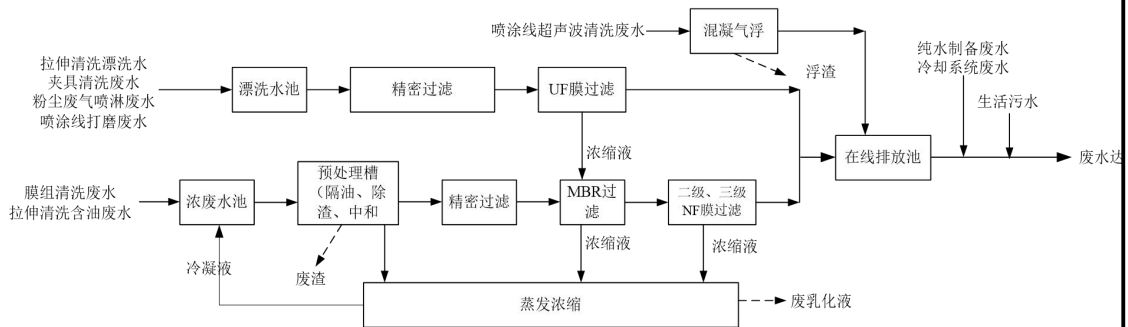 喷涂线超声波清洗废水
混凝气浮
浮渣
纯水制备废水
冷却系统废水
生活污水
拉伸清洗漂洗水
夹具清洗废水
粉尘废气喷淋废水
喷涂线打磨废水
漂洗水池
精密过滤
UF膜过滤
浓缩液
在线排放池
废水达
膜组清洗废水
拉伸清洗含油废水
浓废水池
预处理槽
(隔油、除
渣、中和
精密过滤
MBR过
滤
二级、三级
NF膜过滤
浓缩液
浓缩液
冷凝液
废渣
蒸发浓缩
废乳化液